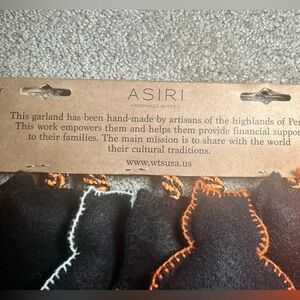 ASIRI
HANDMADE IN PERU
This garland has been hand-made by artisans of the highlands of Per
This work empowers them and helps them provide financial suppor
to their families. The main mission is to share with the world
their cultural traditions.
www.wtsusa.us